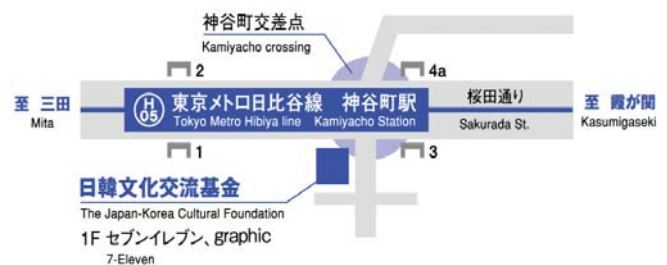 神谷町交差点
Kamiyacho crossing
2
4a
至 三田
Mita
H
05
東京メトロ日比谷線 神谷町駅
Tokyo Metro Hibiya line Kamiyacho Station
桜田通り
Sakurada St.
至 霞が関
Kasumigaseki
1
3
日韓文化交流基金
The Japan-Korea Cultural Foundation
1F セブンイレブン、graphic
7-Eleven